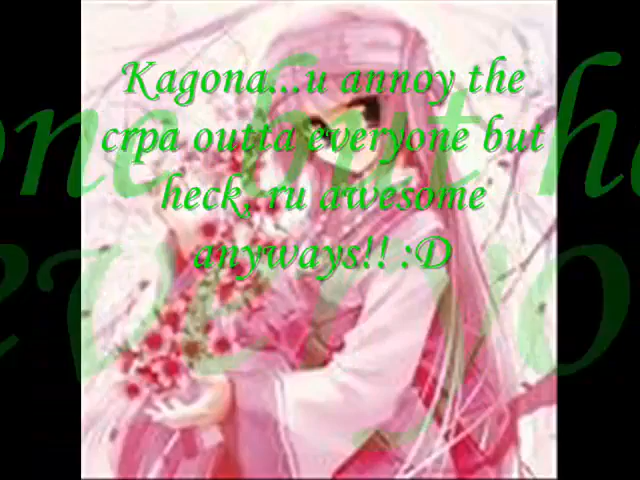 Kagona...u annoy the
crpa outta everyone but
heck, ru awesome
anyways!! :D